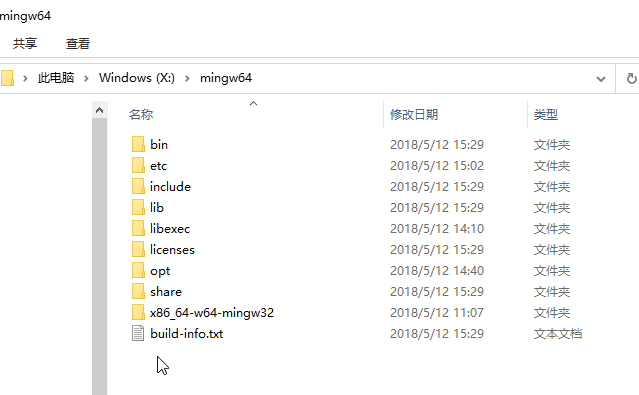 mingw64
共享 查看
此电脑 Windows (X:) mingw64
名称 修改日期 类型
bin 2018/5/12 15:29 文件夹
etc 2018/5/12 15:02 文件夹
include 2018/5/12 15:29 文件夹
lib 2018/5/12 15:29 文件夹
libexec 2018/5/12 14:10 文件夹
licenses 2018/5/12 15:29 文件夹
opt 2018/5/12 14:40 文件夹
share 2018/5/12 15:29 文件夹
x86_64-w64-mingw32 2018/5/12 11:07 文件夹
build-info.txt 2018/5/12 15:29 文本文档